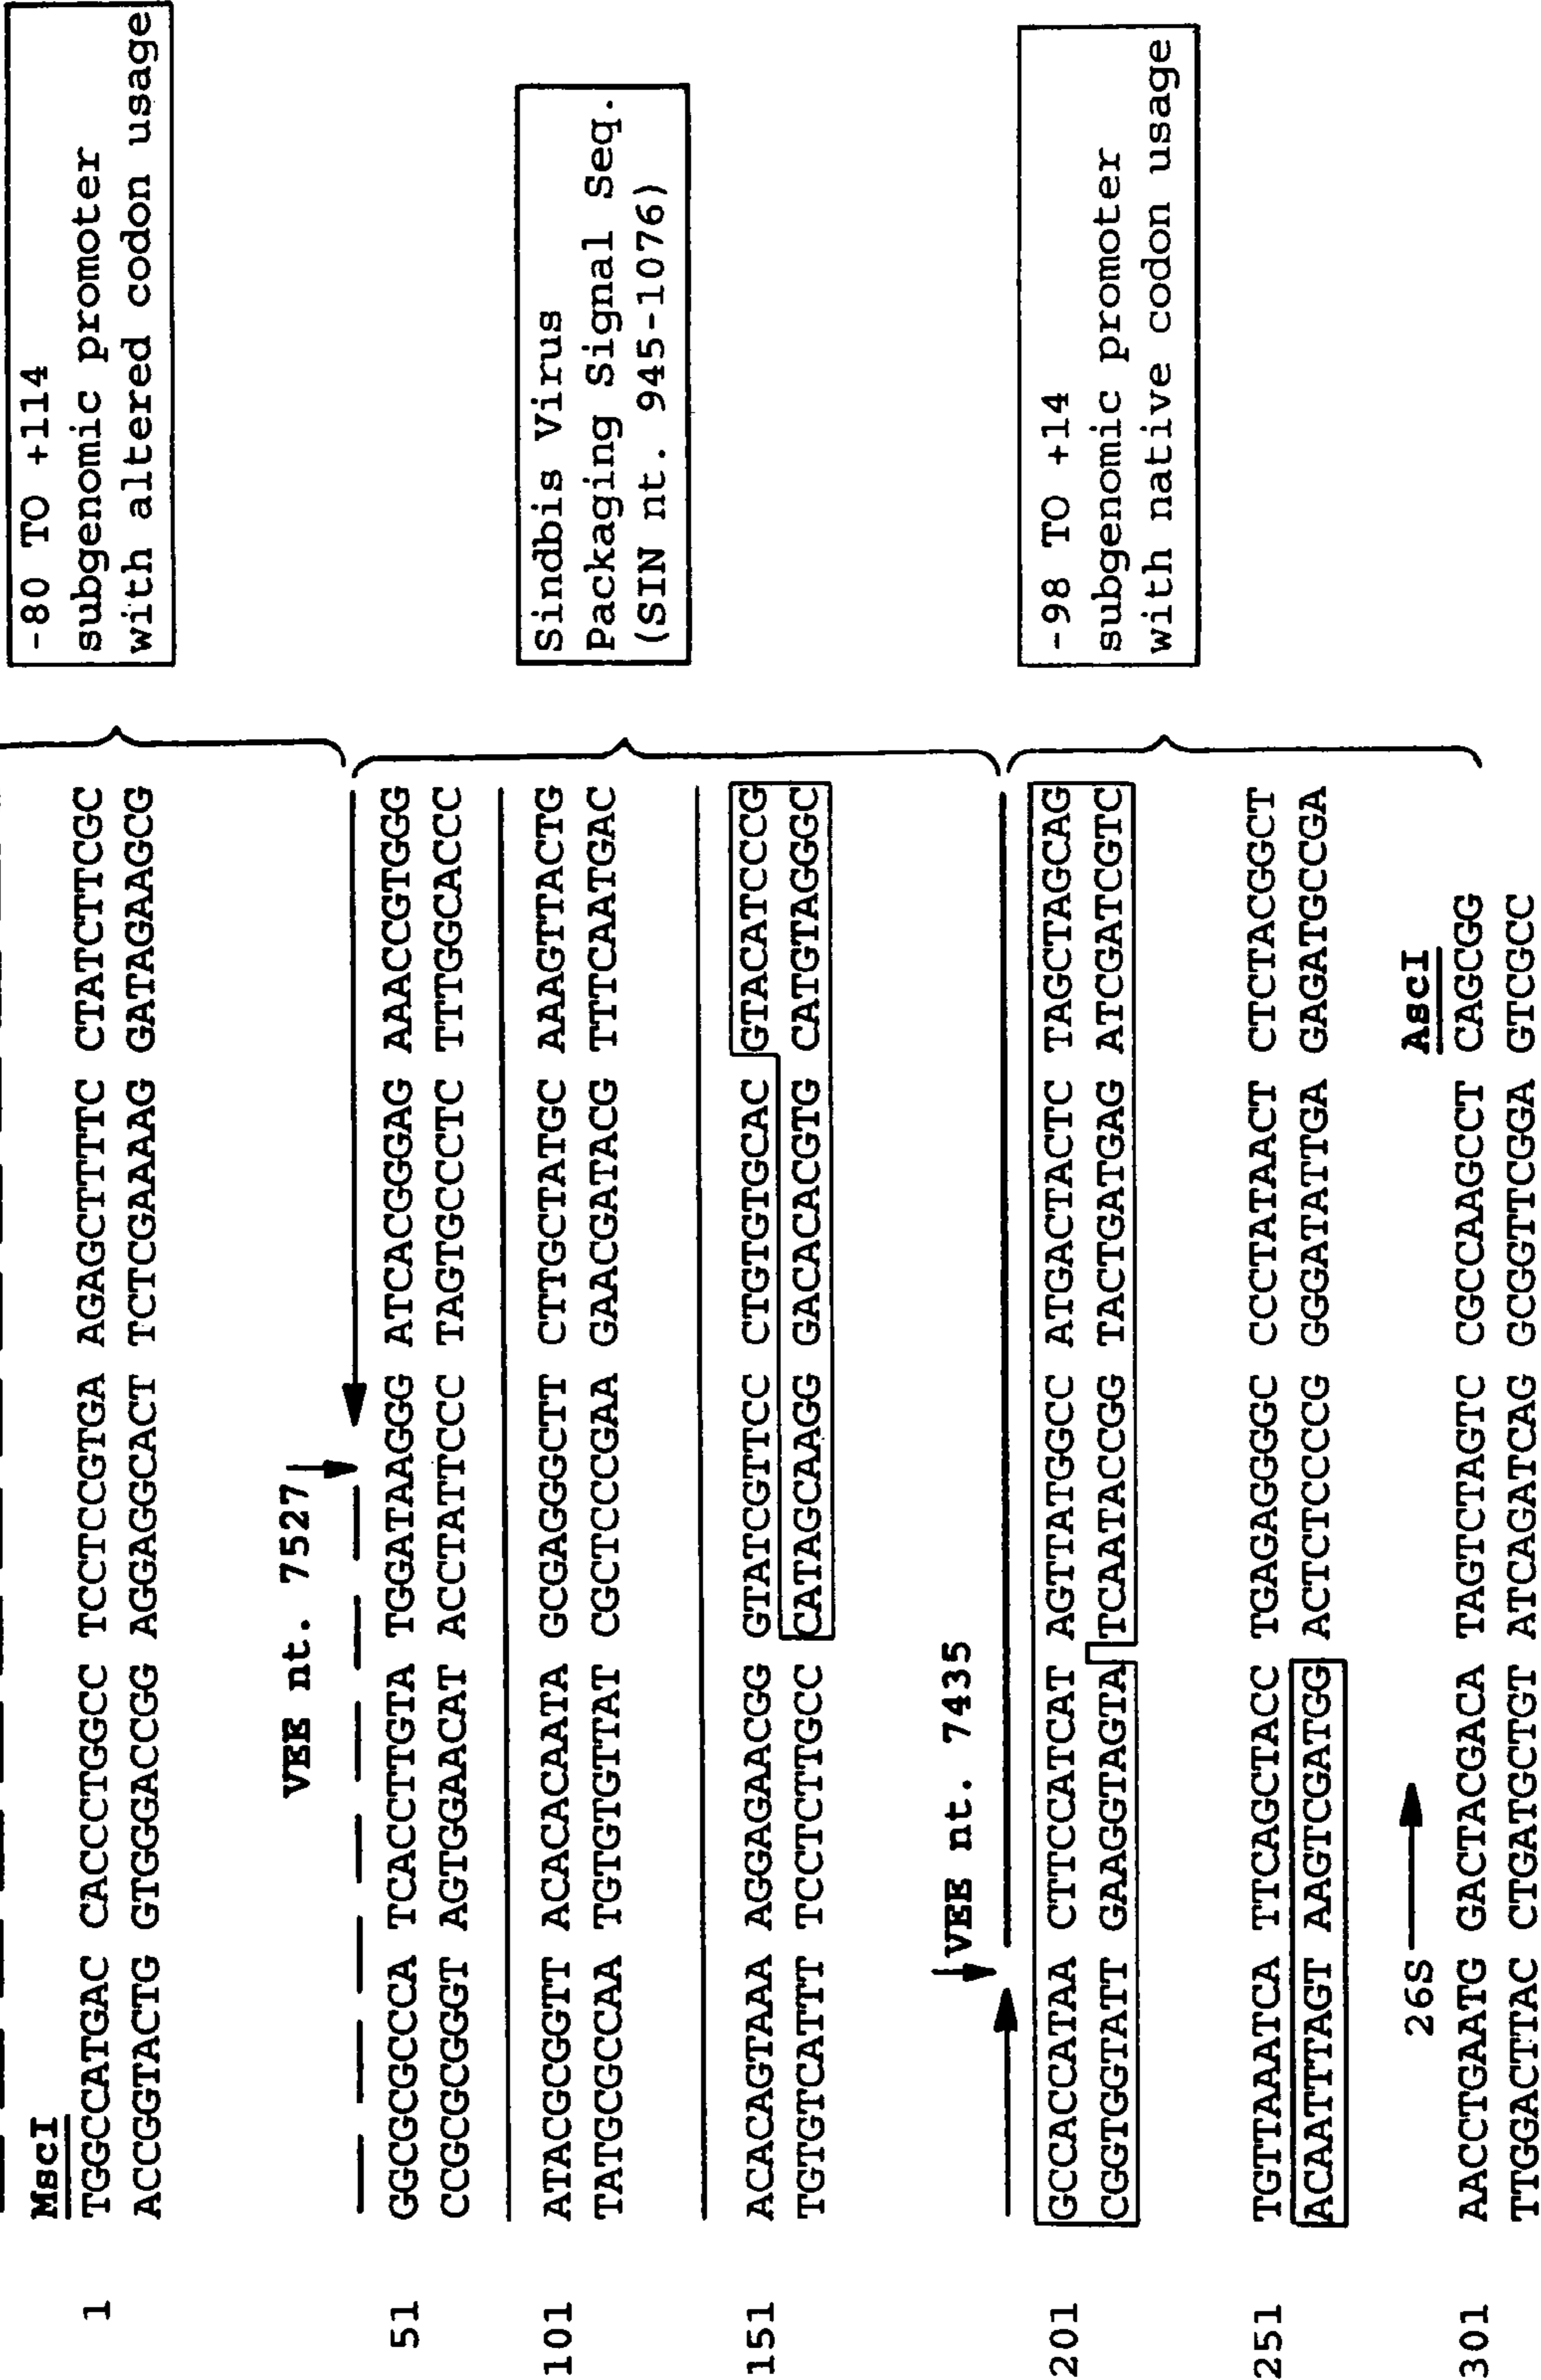 MscI
1 TGGCCATGAC CACCCTGGCC TCCTCCGTGA AGAGCTTTTC CTATCTTCGC
ACCGGTACTG GTGGGACCGG AGGAGGCACT TCTCGAAAAG GATAGAAGCG
-80 TO +114
subgenomic promoter
with altered codon usage
VEE nt. 7527
51 GGCGCGCCCA TCACCTTGTA TGGATAAGGG ATCACGGGAG AAACCGTGGG
CCGCGCGGGT AGTGGAACAT ACCTATTCCC TAGTGCCCTC TTTGGCACCC
101 ATACGCGGTT ACACACAATA GCGAGGGCTT CTTGCTATGC AAAGTTACTG
TATGCGCCAA TGTGTGTTAT CGCTCCCGAA GAACGATACG TTTCAATGAC
Sindbis Virus
Packaging Signal Seq.
(SIN nt. 945-1076)
151 ACACAGTAAA AGGAGAACGG GTATCGTTCC CTGTGTGCAC GTACATCCCG
TGTGTCATTT TCCTCTTGCC CATAGCAAGG GACACACGTG CATGTAGGGC
VEE nt. 7435
201 GCCACCATAA CTTCCATCAT AGTTATGGCC ATGACTACTC TAGCTAGCAG
CGGTGGTATT GAAGGTAGTA TCAATACCGG TACTGATGAG ATCGATCGTC
-98 TO +14
subgenomic promoter
with native codon usage
251 TGTTAAATCA TTCAGCTACC TGAGAGGGGC CCCTATAACT CTCTACGGCT
ACAATTTAGT AAGTCGATGG ACTCTCCCCG GGGATATTGA GAGATGCCGA
26S
AscI
301 AACCTGAATG GACTACGACA TAGTCTAGTC CGCCAAGCCT CAGCGG
TTGGACTTAC CTGATGCTGT ATCAGATCAG GCGGTTCGGA GTCGCC